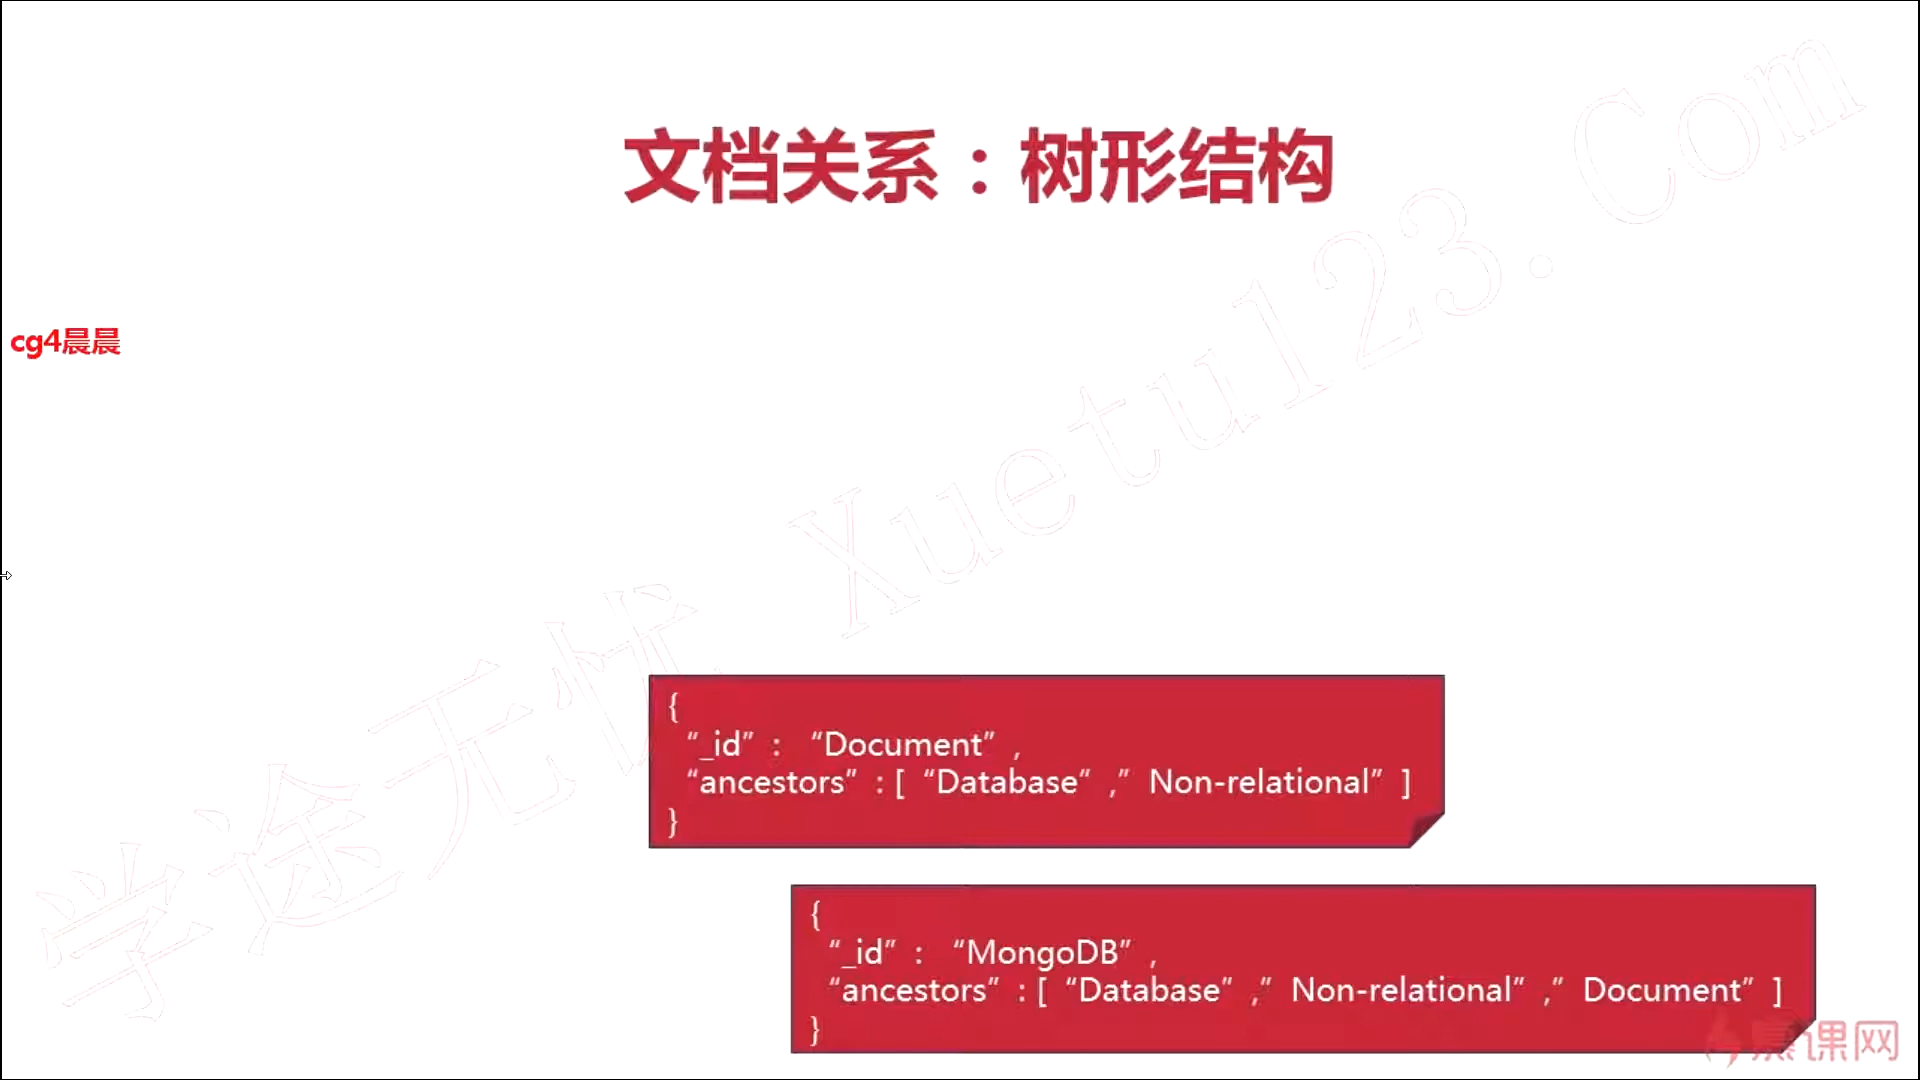 文档关系：树形结构
cg4晨晨
学途无忧 Xuetu123.Com
{
“_id” : “Document” ,
“ancestors” : [ “Database” ,” Non-relational” ]
}
{
“_id” : “MongoDB” ,
“ancestors” : [ “Database” ,” Non-relational” ,” Document” ]
}
慕课网